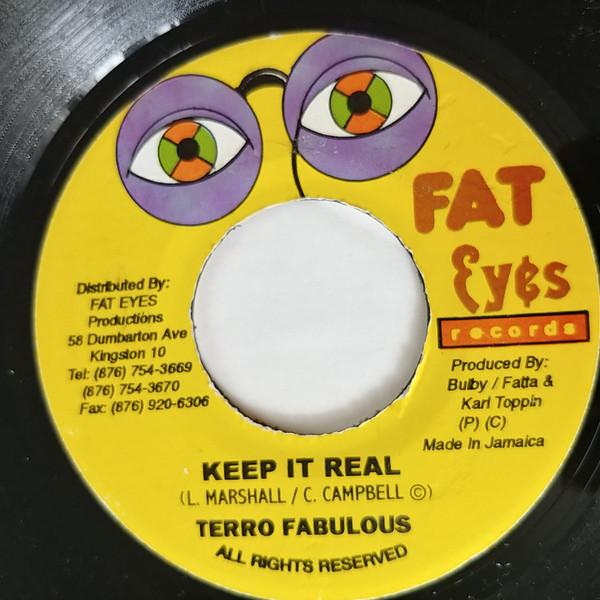 FAT
Eyes
records
Distributed By:
FAT EYES
Productions
58 Dumbarton Ave
Kingston 10
Tel: (876) 754-3669
(876) 754-3670
Fax: (876) 920-6306
Produced By:
Bulby / Fatta &
Karl Toppin
(P) (C)
Made In Jamaica
KEEP IT REAL
(L. MARSHALL / C. CAMPBELL ©)
TERRO FABULOUS
ALL RIGHTS RESERVED